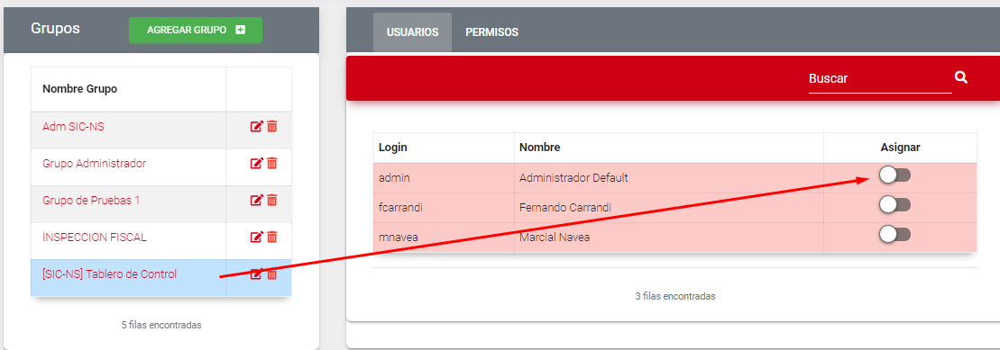 Grupos
AGREGAR GRUPO
Nombre Grupo
Adm SIC-NS
Grupo Administrador
Grupo de Pruebas 1
INSPECCION FISCAL
[SIC-NS] Tablero de Control
5 filas encontradas
USUARIOS PERMISOS
Buscar
Login Nombre Asignar
admin Administrador Default
fcarrandi Fernando Carrandi
mnavea Marcial Navea
3 filas encontradas